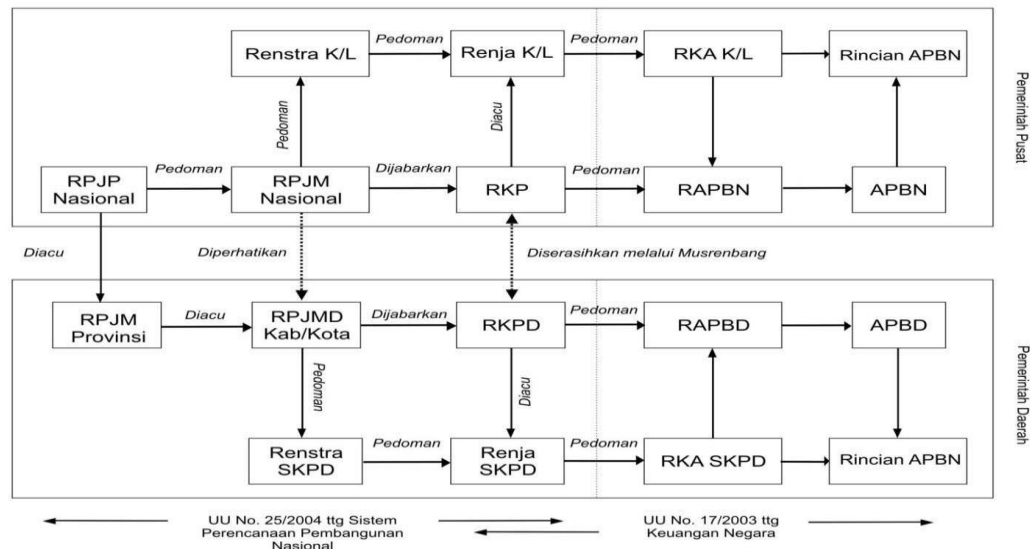 Pedoman
Pedoman
Renstra K/L
Renja K/L
RKA K/L
Rincian APBN
Pedoman
Diacu
Pemerintah Pusat
Pedoman
Dijabarkan
Pedoman
RPJP
Nasional
RPJM
Nasional
RKP
RAPBN
APBN
Diacu
Diperhatikan
Diserasihkan melalui Musrenbang
Diacu
Dijabarkan
Pedoman
RPJM
Provinsi
RPJMD
Kab/Kota
RKPD
RAPBD
APBD
Pedoman
Diacu
Pemerintah Daerah
Pedoman
Pedoman
Renstra
SKPD
Renja
SKPD
RKA SKPD
Rincian APBN
UU No. 25/2004 ttg Sistem
Perencanaan Pembangunan
Nasional
UU No. 17/2003 ttg
Keuangan Negara